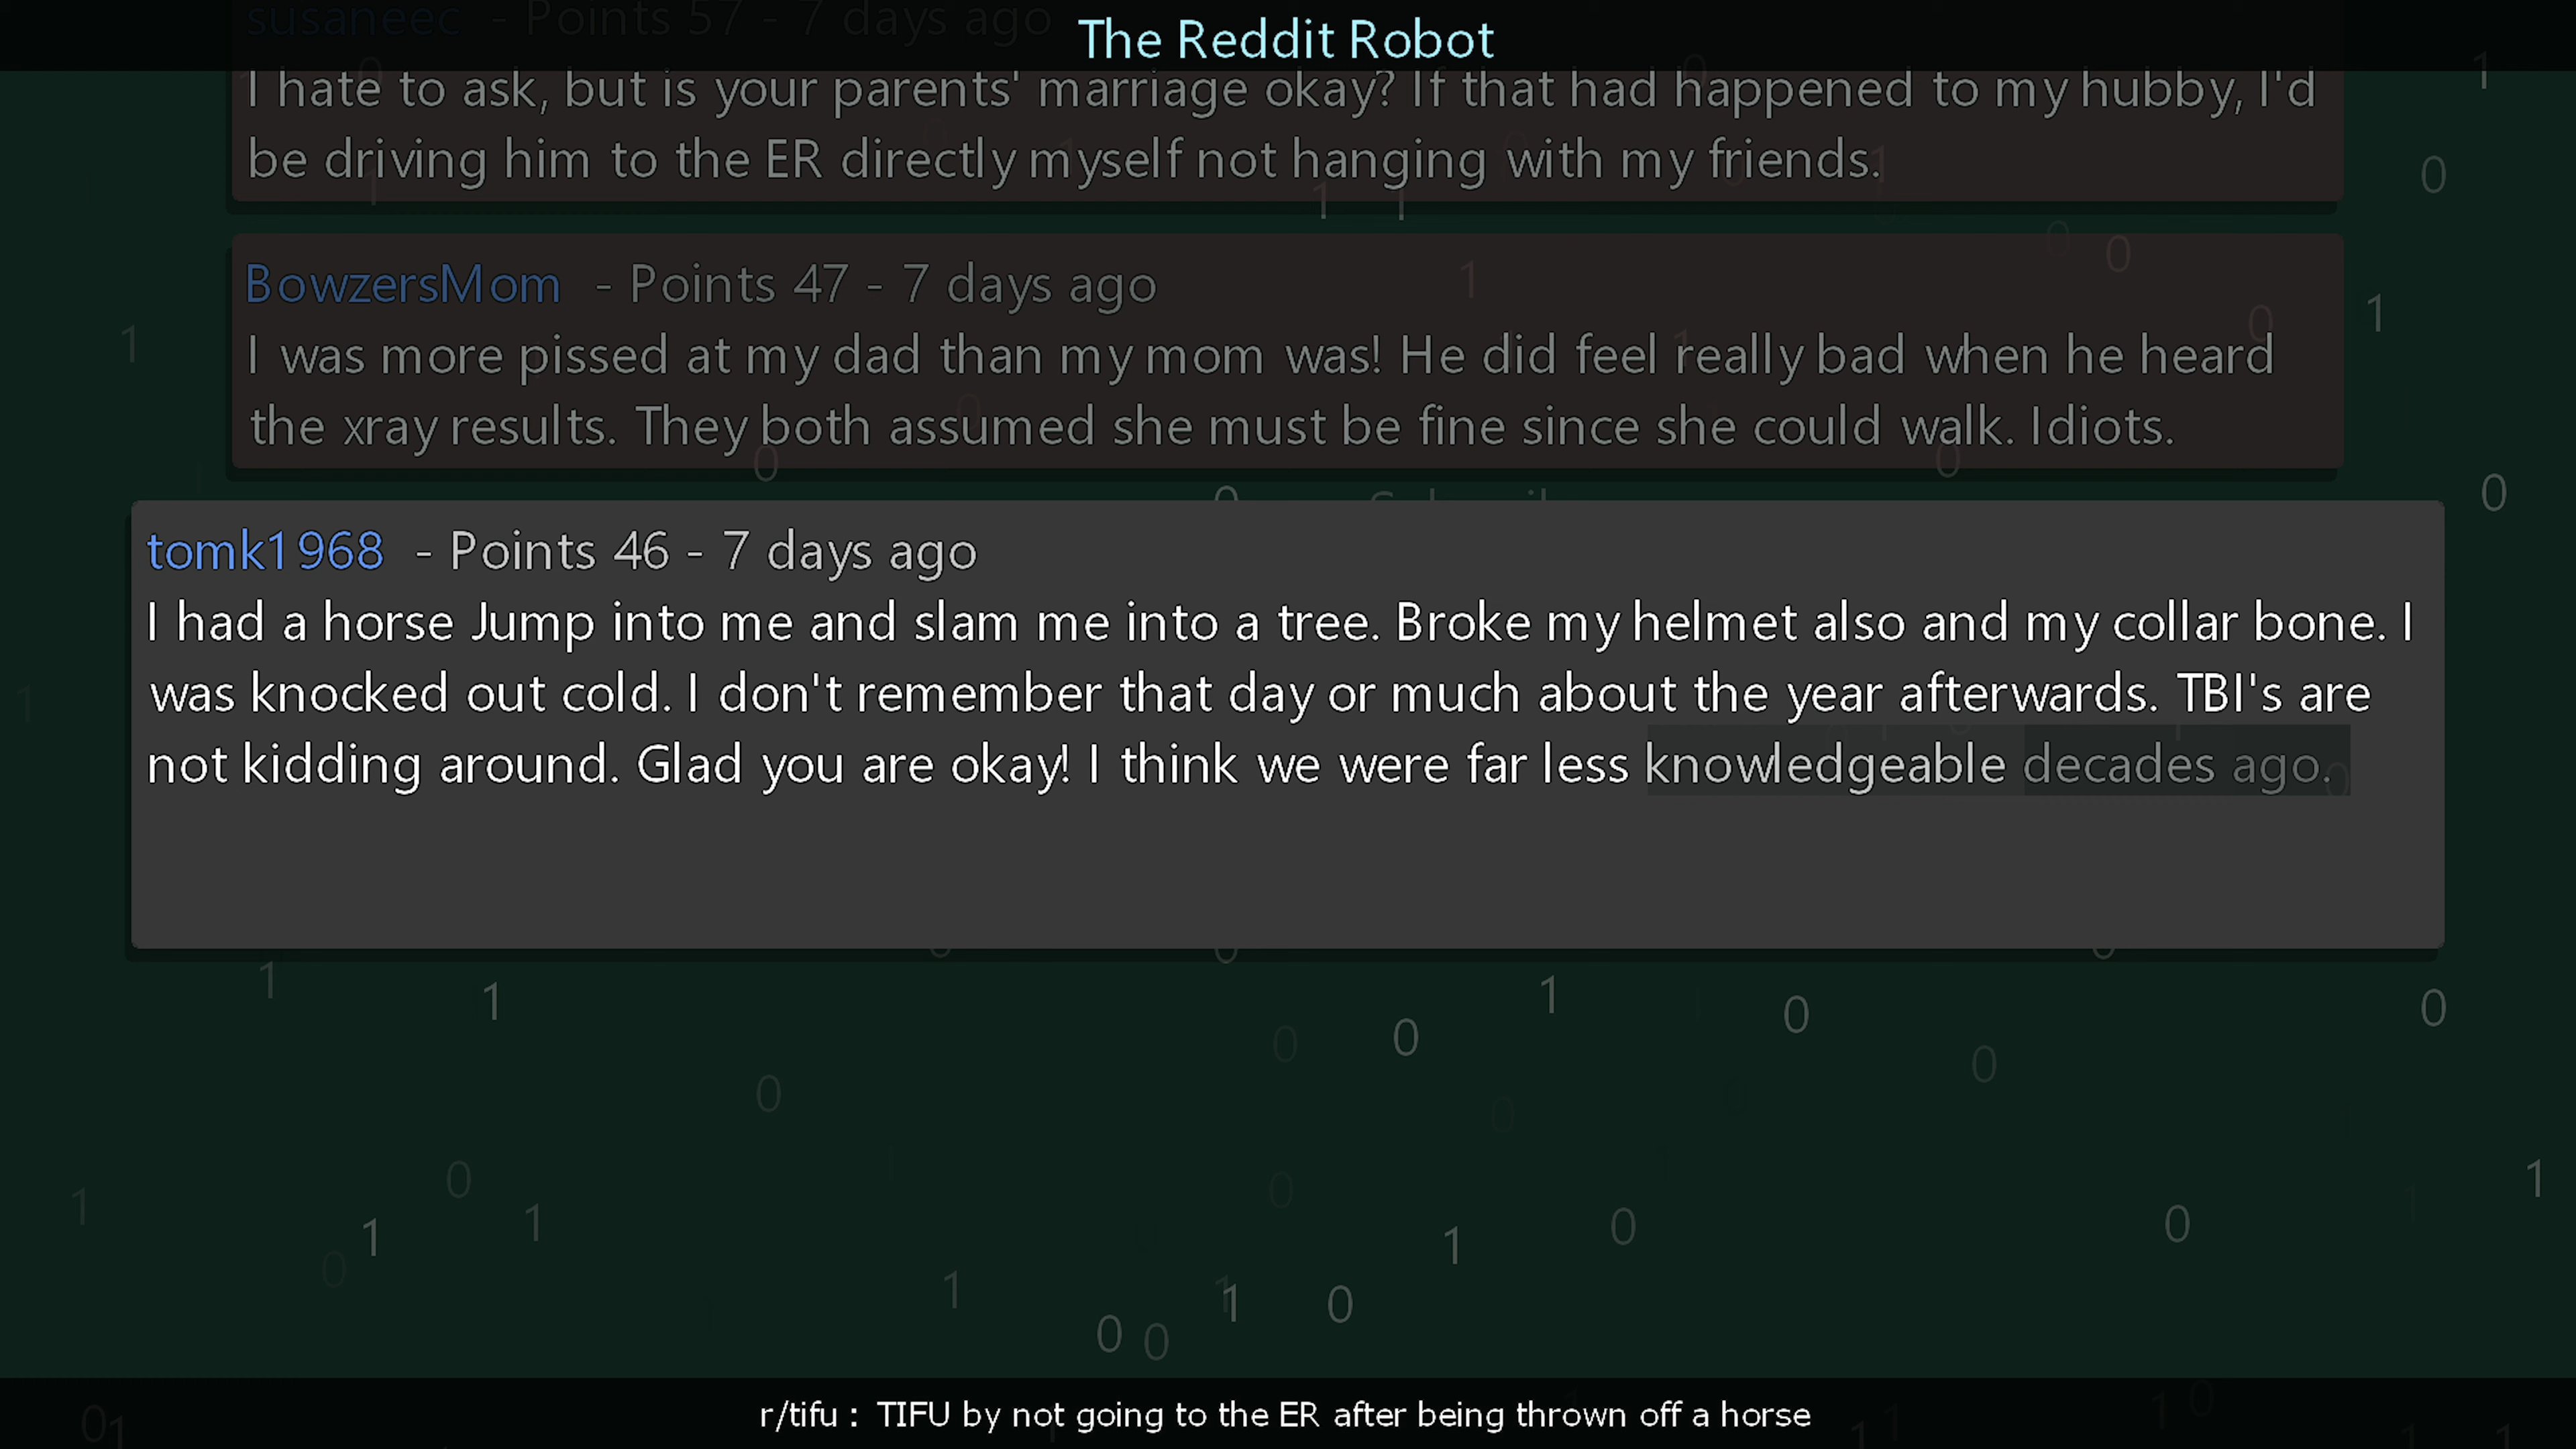 susaneec - Points 57 - 7 days ago
The Reddit Robot
I hate to ask, but is your parents' marriage okay? If that had happened to my hubby, I'd
be driving him to the ER directly myself not hanging with my friends.
BowzersMom - Points 47 - 7 days ago
I was more pissed at my dad than my mom was! He did feel really bad when he heard
the xray results. They both assumed she must be fine since she could walk. Idiots.
tomk1968 - Points 46 - 7 days ago
I had a horse Jump into me and slam me into a tree. Broke my helmet also and my collar bone. I
was knocked out cold. I don't remember that day or much about the year afterwards. TBI's are
not kidding around. Glad you are okay! I think we were far less knowledgeable decades ago.
r/tifu : TIFU by not going to the ER after being thrown off a horse